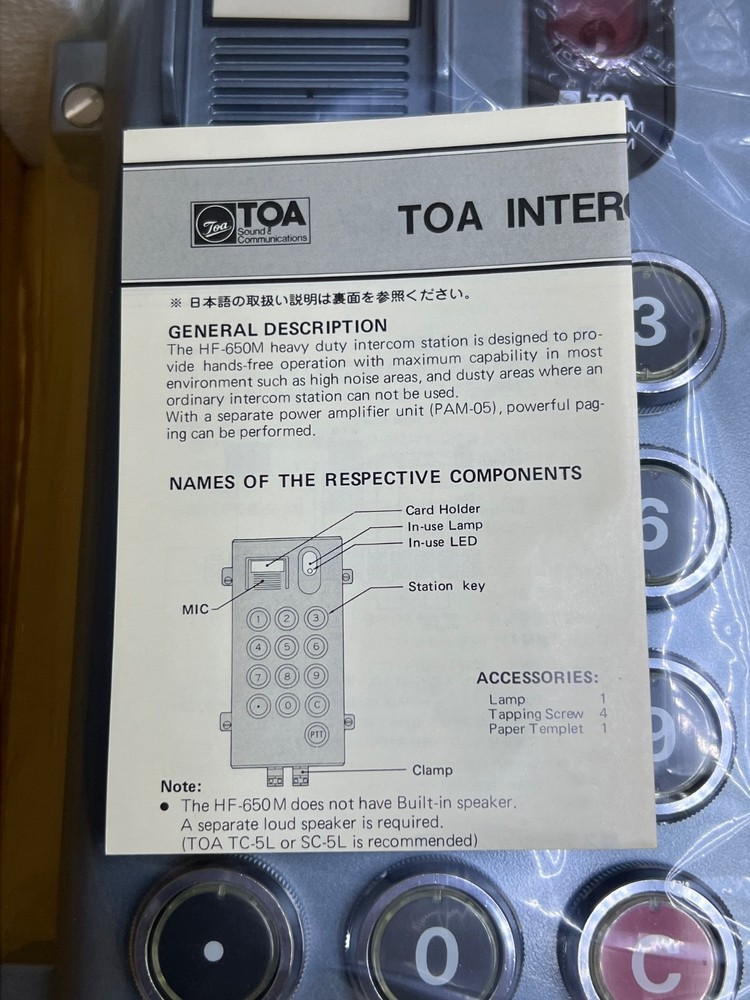 TOA
M
M
Toa
TOA
Sound &
Communications
TOA INTERC
※ 日本語の取扱い説明は裏面を参照ください。
GENERAL DESCRIPTION
The HF-650M heavy duty intercom station is designed to pro-
vide hands-free operation with maximum capability in most
environment such as high noise areas, and dusty areas where an
ordinary intercom station can not be used.
With a separate power amplifier unit (PAM-05), powerful pag-
ing can be performed.
NAMES OF THE RESPECTIVE COMPONENTS
Card Holder
In-use Lamp
In-use LED
Station key
MIC
1 2 3
4 5 6
7 8 9
• 0 C
PTT
Clamp
ACCESSORIES:
Lamp 1
Tapping Screw 4
Paper Templet 1
Note:
● The HF-650M does not have Built-in speaker.
A separate loud speaker is required.
(TOA TC-5L or SC-5L is recommended)
3
6
9
• 0 C